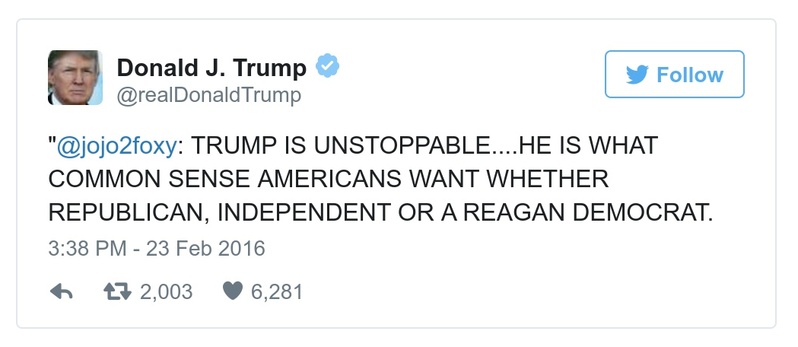 Donald J. Trump
Follow
@realDonaldTrump
"@jojo2foxy: TRUMP IS UNSTOPPABLE....HE IS WHAT
COMMON SENSE AMERICANS WANT WHETHER
REPUBLICAN, INDEPENDENT OR A REAGAN DEMOCRAT.
3:38 PM - 23 Feb 2016
2,003 6,281